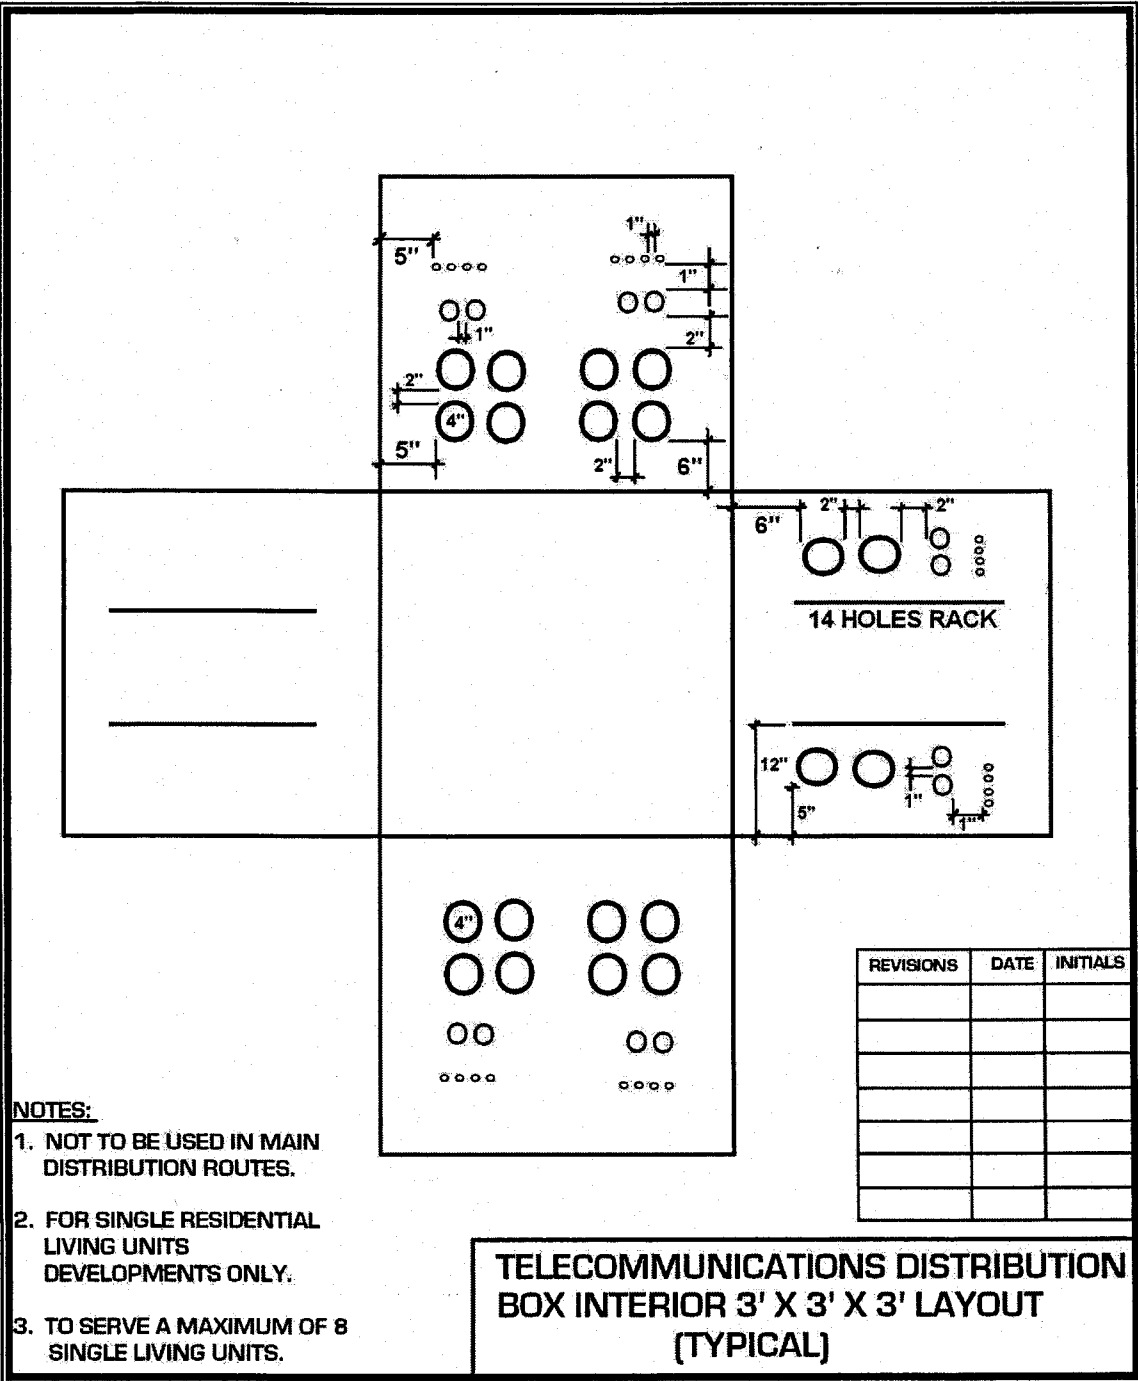 1"
5"
1"
1"
2"
2"
4"
5"
2"
6"
6"
2"
2"
14 HOLES RACK
12"
1"
5"
1"
4"
REVISIONS DATE INITIALS
NOTES:
1. NOT TO BE USED IN MAIN
DISTRIBUTION ROUTES.
2. FOR SINGLE RESIDENTIAL
LIVING UNITS
DEVELOPMENTS ONLY.
3. TO SERVE A MAXIMUM OF 8
SINGLE LIVING UNITS.
TELECOMMUNICATIONS DISTRIBUTION
BOX INTERIOR 3' X 3' X 3' LAYOUT
(TYPICAL)